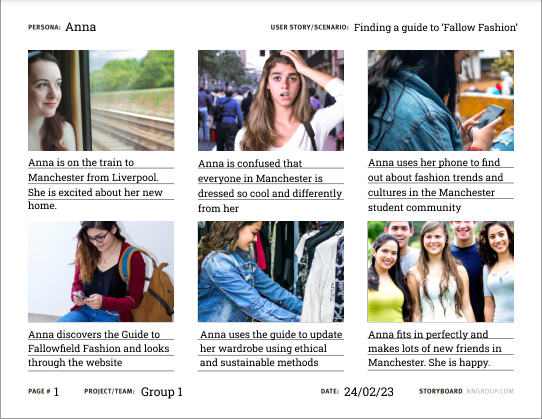 PERSONA: Anna
USER STORY/SCENARIO: Finding a guide to ‘Fallow Fashion’
Anna is on the train to
Manchester from Liverpool.
She is excited about her new
home.
Anna is confused that
everyone in Manchester is
dressed so cool and differently
from her
Anna uses her phone to find
out about fashion trends and
cultures in the Manchester
student community
Anna discovers the Guide to
Fallowfield Fashion and looks
through the website
Anna uses the guide to update
her wardrobe using ethical
and sustainable methods
Anna fits in perfectly and
makes lots of new friends in
Manchester. She is happy.
PAGE # 1
PROJECT/TEAM: Group 1
DATE: 24/02/23
STORYBOARD NNGROUP.COM